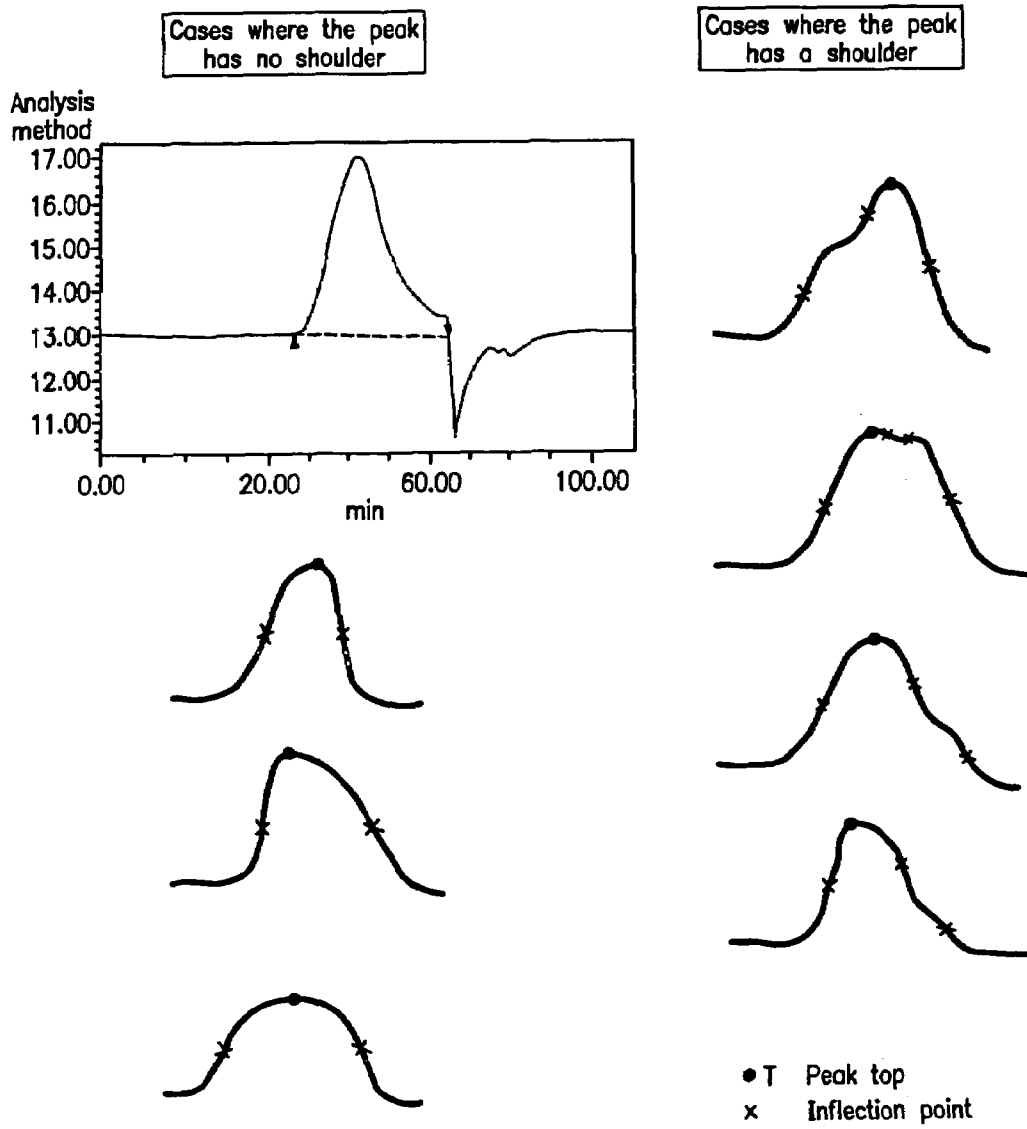 Cases where the peak
has no shoulder
Cases where the peak
has a shoulder
Analysis
method
17.00
16.00
15.00
14.00
13.00
12.00
11.00
0.00 20.00 60.00 100.00
min
● T Peak top
× Inflection point